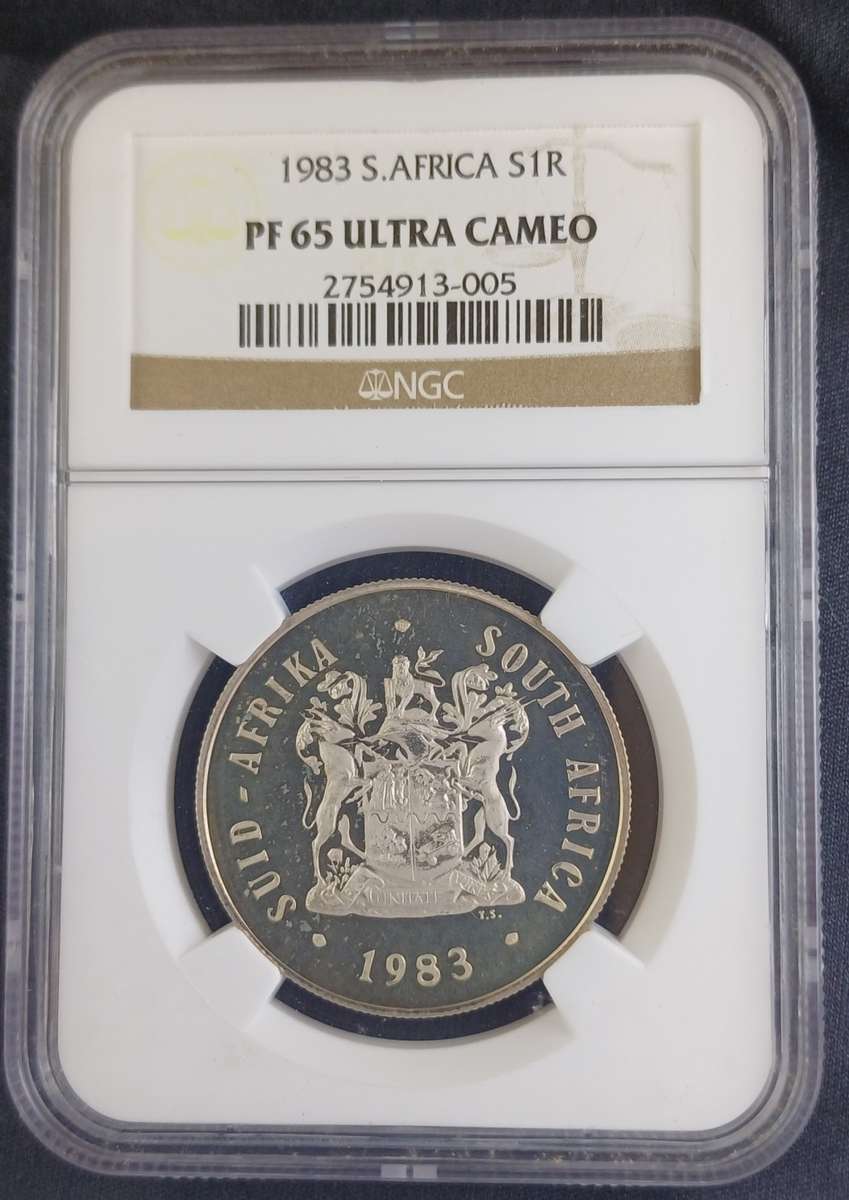 1983 S.AFRICA S1R
PF 65 ULTRA CAMEO
2754913-005
NGC
SUID-AFRIKA · SOUTH AFRICA
T.S.
· 1983 ·